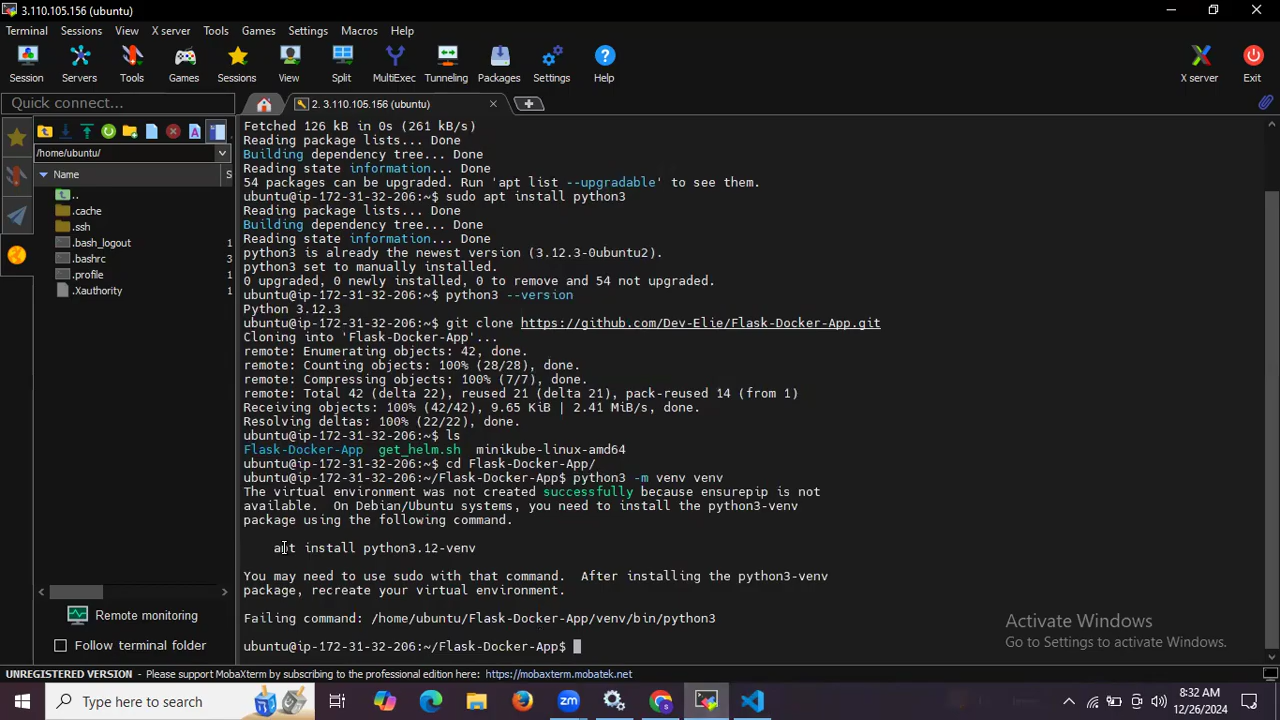 3.110.105.156 (ubuntu)
Terminal Sessions View X server Tools Games Settings Macros Help
Session Servers Tools Games Sessions View Split MultiExec Tunneling Packages Settings Help X server Exit
Quick connect...
2. 3.110.105.156 (ubuntu)
/home/ubuntu/
Name S
..
.cache
.ssh
.bash_logout 1
.bashrc 3
.profile 1
.Xauthority 1
Remote monitoring
Follow terminal folder
Fetched 126 kB in 0s (261 kB/s)
Reading package lists... Done
Building dependency tree... Done
Reading state information... Done
54 packages can be upgraded. Run 'apt list --upgradable' to see them.
ubuntu@ip-172-31-32-206:~$ sudo apt install python3
Reading package lists... Done
Building dependency tree... Done
Reading state information... Done
python3 is already the newest version (3.12.3-0ubuntu2).
python3 set to manually installed.
0 upgraded, 0 newly installed, 0 to remove and 54 not upgraded.
ubuntu@ip-172-31-32-206:~$ python3 --version
Python 3.12.3
ubuntu@ip-172-31-32-206:~$ git clone https://github.com/Dev-Elie/Flask-Docker-App.git
Cloning into 'Flask-Docker-App'...
remote: Enumerating objects: 42, done.
remote: Counting objects: 100% (28/28), done.
remote: Compressing objects: 100% (7/7), done.
remote: Total 42 (delta 22), reused 21 (delta 21), pack-reused 14 (from 1)
Receiving objects: 100% (42/42), 9.65 KiB | 2.41 MiB/s, done.
Resolving deltas: 100% (22/22), done.
ubuntu@ip-172-31-32-206:~$ ls
Flask-Docker-App get_helm.sh minikube-linux-amd64
ubuntu@ip-172-31-32-206:~$ cd Flask-Docker-App/
ubuntu@ip-172-31-32-206:~/Flask-Docker-App$ python3 -m venv venv
The virtual environment was not created successfully because ensurepip is not
available. On Debian/Ubuntu systems, you need to install the python3-venv
package using the following command.
apt install python3.12-venv
You may need to use sudo with that command. After installing the python3-venv
package, recreate your virtual environment.
Failing command: /home/ubuntu/Flask-Docker-App/venv/bin/python3
ubuntu@ip-172-31-32-206:~/Flask-Docker-App$
Activate Windows
Go to Settings to activate Windows.
UNREGISTERED VERSION - Please support MobaXterm by subscribing to the professional edition here: https://mobaxterm.mobatek.net
Type here to search
zm
8:32 AM
12/26/2024